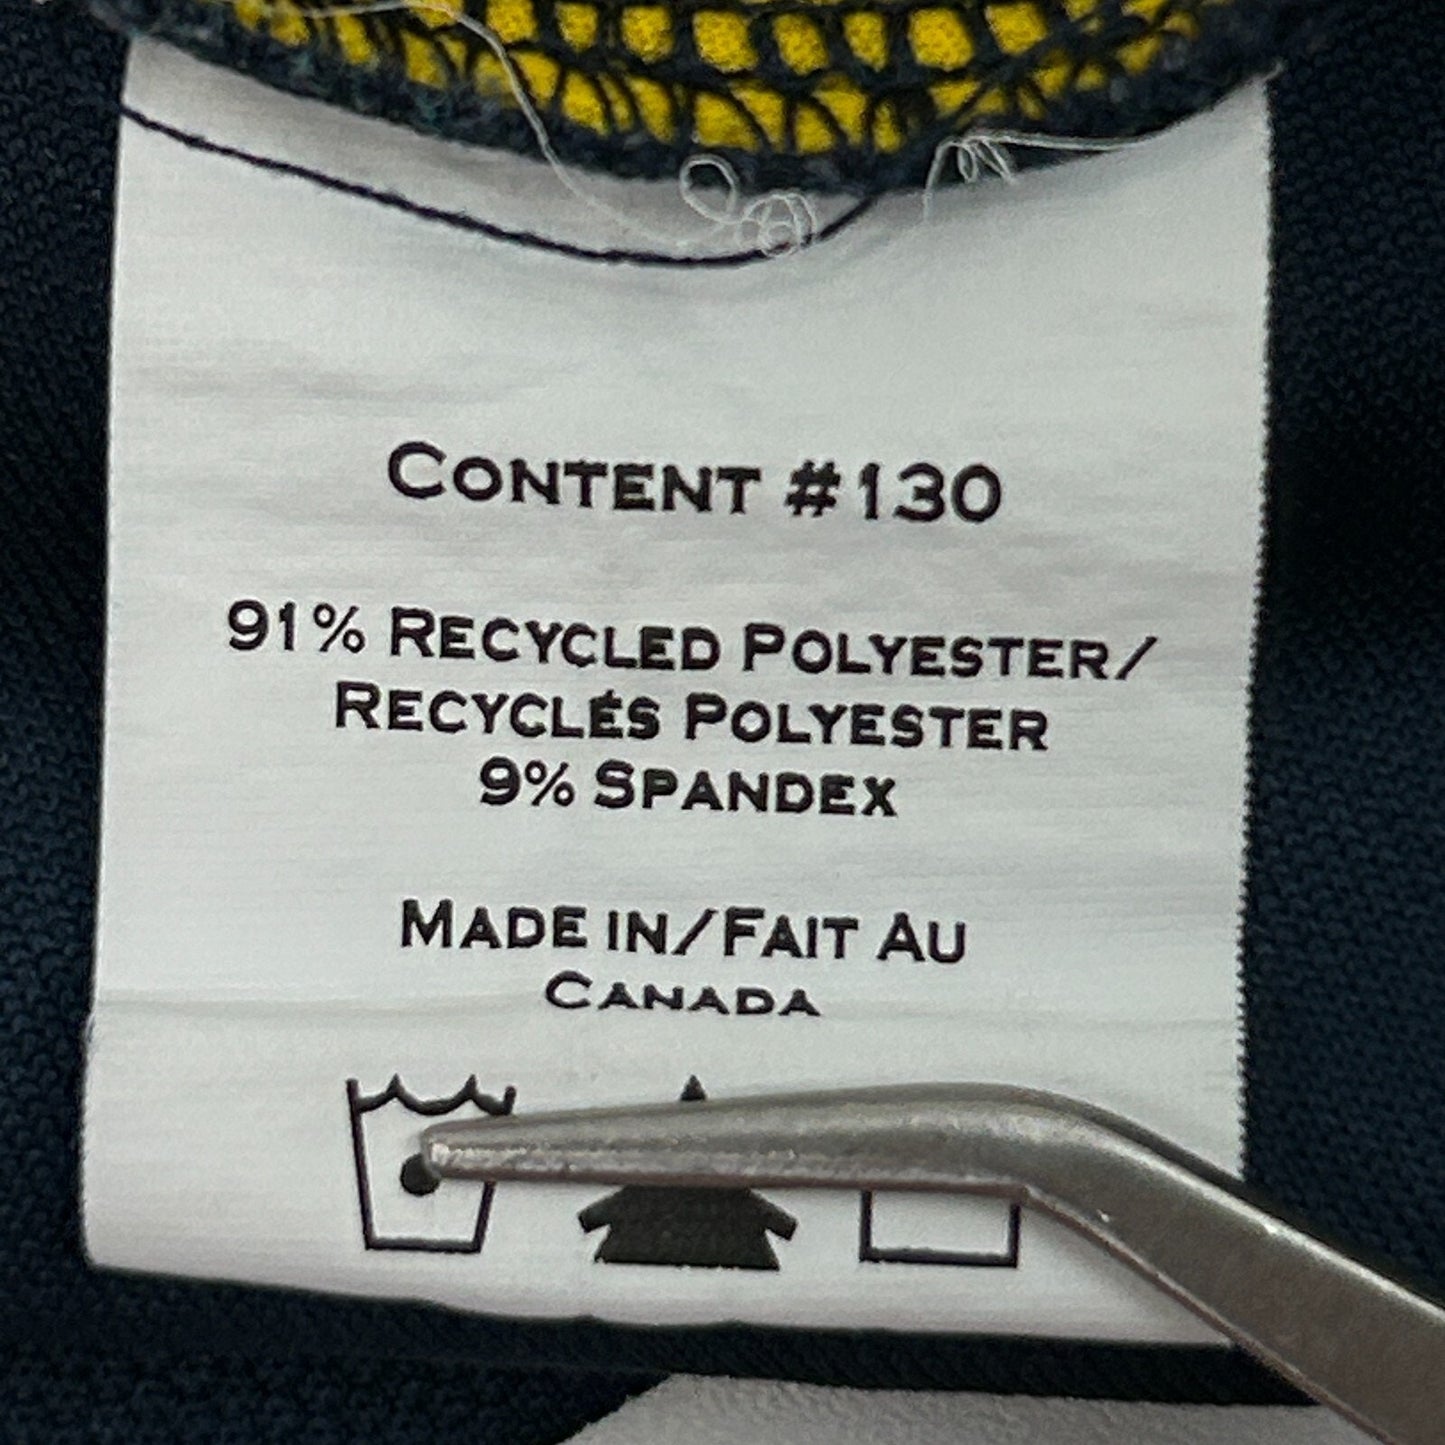 CONTENT #130
91% RECYCLED POLYESTER/
RECYCLÉS POLYESTER
9% SPANDEX
MADE IN/FAIT AU
CANADA